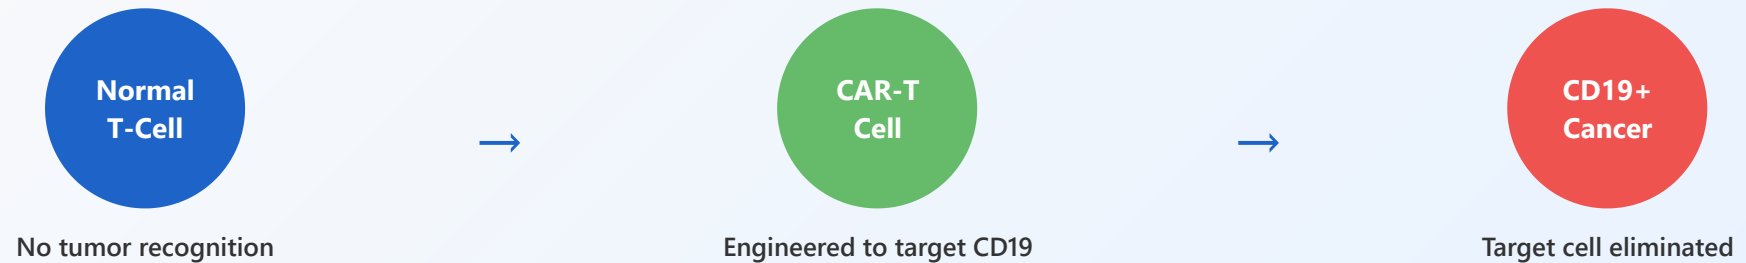 Normal
T-Cell
No tumor recognition
→
CAR-T
Cell
Engineered to target CD19
→
CD19+
Cancer
Target cell eliminated